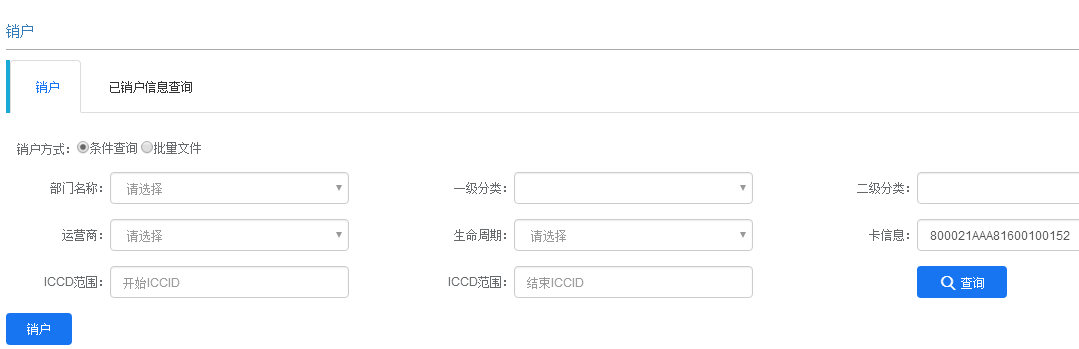 销户
销户 已销户信息查询
销户方式： 条件查询 批量文件
部门名称： 请选择 一级分类： 二级分类：
运营商： 请选择 生命周期： 请选择 卡信息： 800021AAA81600100152
ICCD范围： 开始ICCID ICCD范围： 结束ICCID 查询
销户